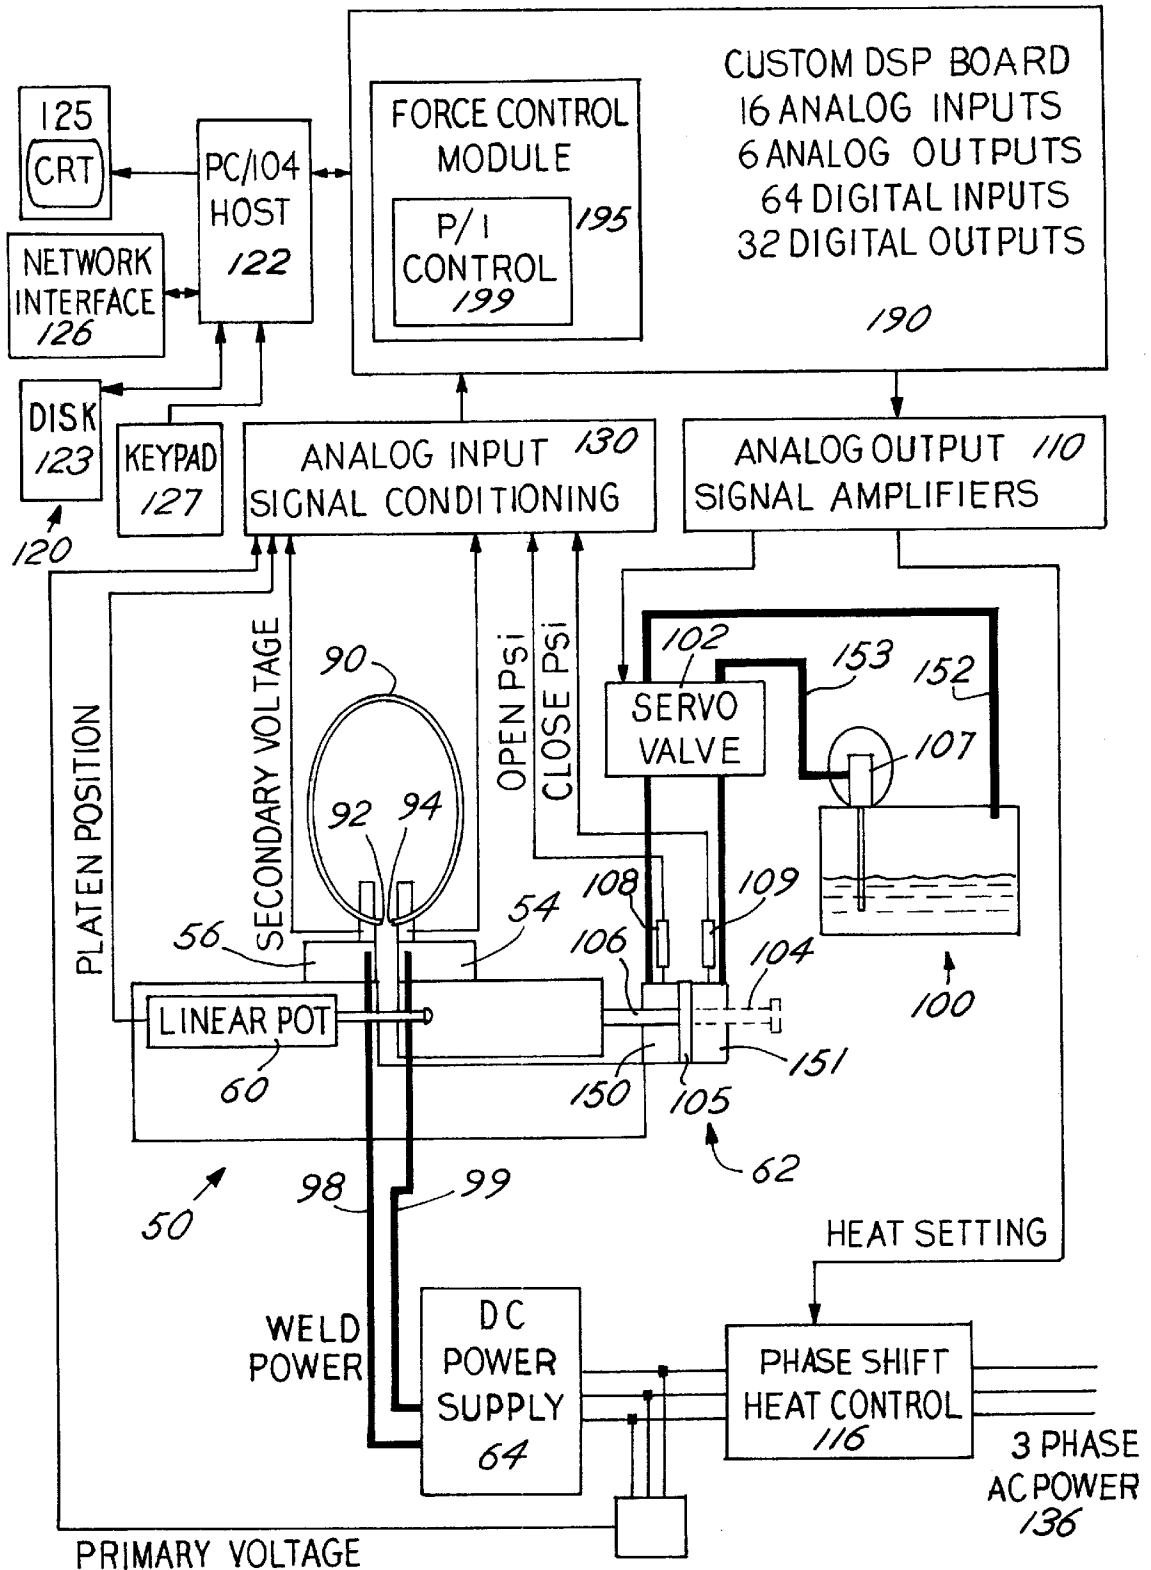 CUSTOM DSP BOARD
16 ANALOG INPUTS
6 ANALOG OUTPUTS
64 DIGITAL INPUTS
32 DIGITAL OUTPUTS
190
FORCE CONTROL
MODULE
195
P/I
CONTROL
199
125
CRT
PC/104
HOST
122
NETWORK
INTERFACE
126
DISK
123
120
KEYPAD
127
ANALOG INPUT 130
SIGNAL CONDITIONING
ANALOG OUTPUT 110
SIGNAL AMPLIFIERS
PLATEN POSITION
SECONDARY VOLTAGE
OPEN Psi
CLOSE Psi
90
92
94
102
SERVO
VALVE
153
152
107
100
108
109
104
106
56
54
LINEAR POT
60
150
105
151
62
50
98
99
HEAT SETTING
WELD
POWER
DC
POWER
SUPPLY
64
PHASE SHIFT
HEAT CONTROL
116
3 PHASE
AC POWER
136
PRIMARY VOLTAGE